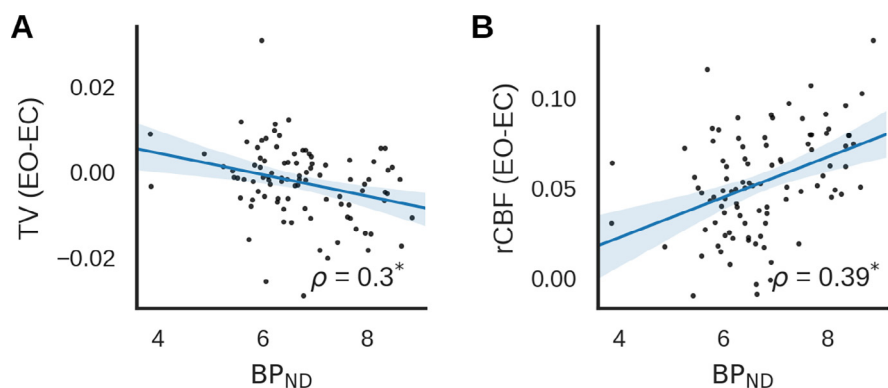 A
TV (EO-EC)
0.02
0.00
−0.02
ρ = 0.3*
4 6 8
BPND
B
rCBF (EO-EC)
0.10
0.05
0.00
ρ = 0.39*
4 6 8
BPND